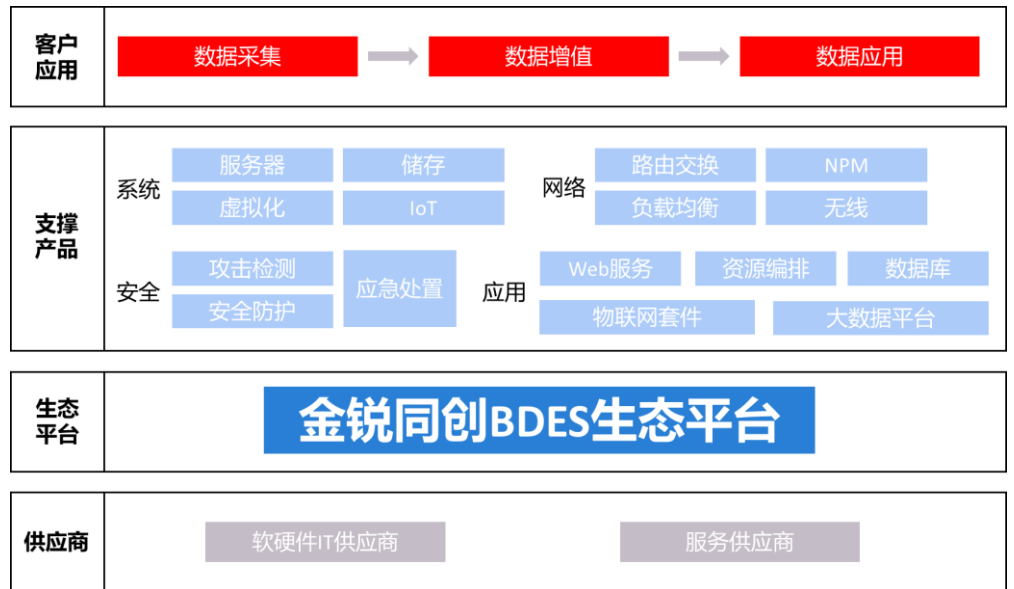 客户
应用
数据采集
数据增值
数据应用
支撑
产品
系统
服务器
储存
虚拟化
IoT
网络
路由交换
NPM
负载均衡
无线
安全
攻击检测
安全防护
应急处置
应用
Web服务
资源编排
数据库
物联网套件
大数据平台
生态
平台
金锐同创BDES生态平台
供应商
软硬件IT供应商
服务供应商